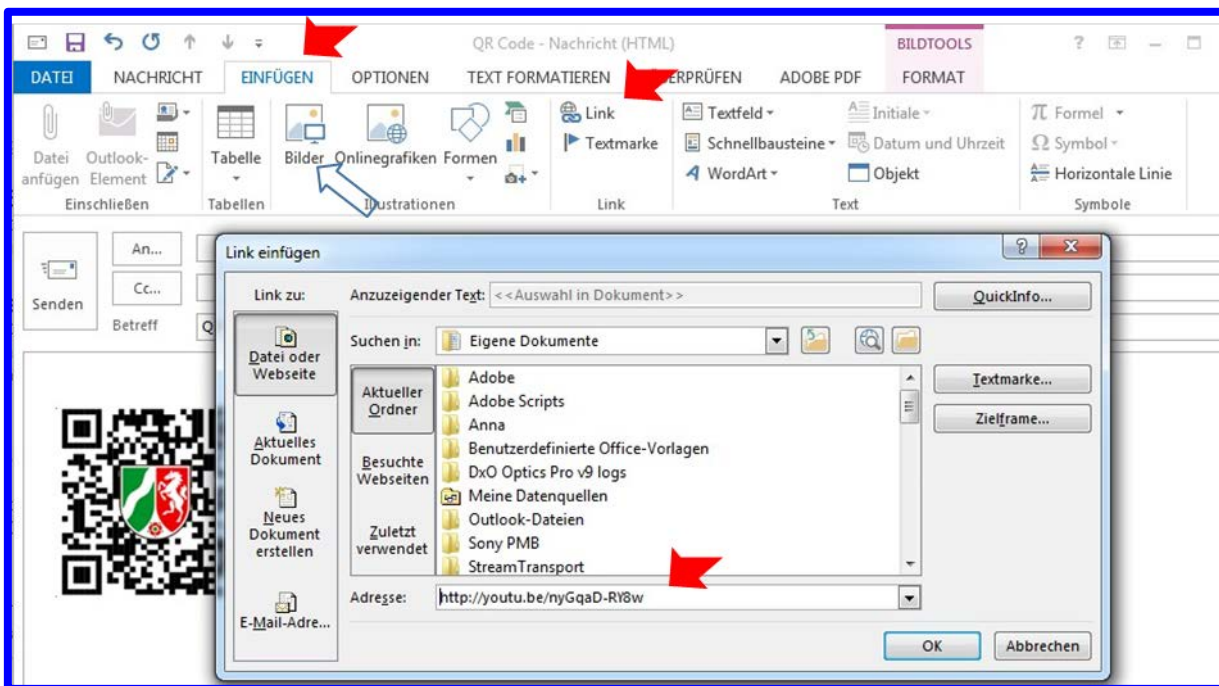 QR Code - Nachricht (HTML)
BILDTOOLS
DATEI NACHRICHT EINFÜGEN OPTIONEN TEXT FORMATIEREN ADOBE PDF FORMAT
Datei anfügen
Outlook-Element
Tabelle
Bilder
Onlinegrafiken
Formen
Link
Textmarke
Textfeld
Schnellbausteine
WordArt
Initiale
Datum und Uhrzeit
Objekt
Formel
Symbol
Horizontale Linie
Einschließen Tabellen Illustrationen Link Text Symbole
Senden
An...
Cc...
Betreff
Link einfügen
Link zu:
Anzuzeigender Text: <<Auswahl in Dokument>>
QuickInfo...
Datei oder
Webseite
Aktuelles
Dokument
Neues
Dokument
erstellen
E-Mail-Adre...
Suchen in: Eigene Dokumente
Aktueller
Ordner
Besuchte
Webseiten
Zuletzt
verwendet
Adobe
Adobe Scripts
Anna
Benutzerdefinierte Office-Vorlagen
DxO Optics Pro v9 logs
Meine Datenquellen
Outlook-Dateien
Sony PMB
StreamTransport
Textmarke...
Zielframe...
Adresse: http://youtu.be/nyGqaD-RY8w
OK Abbrechen